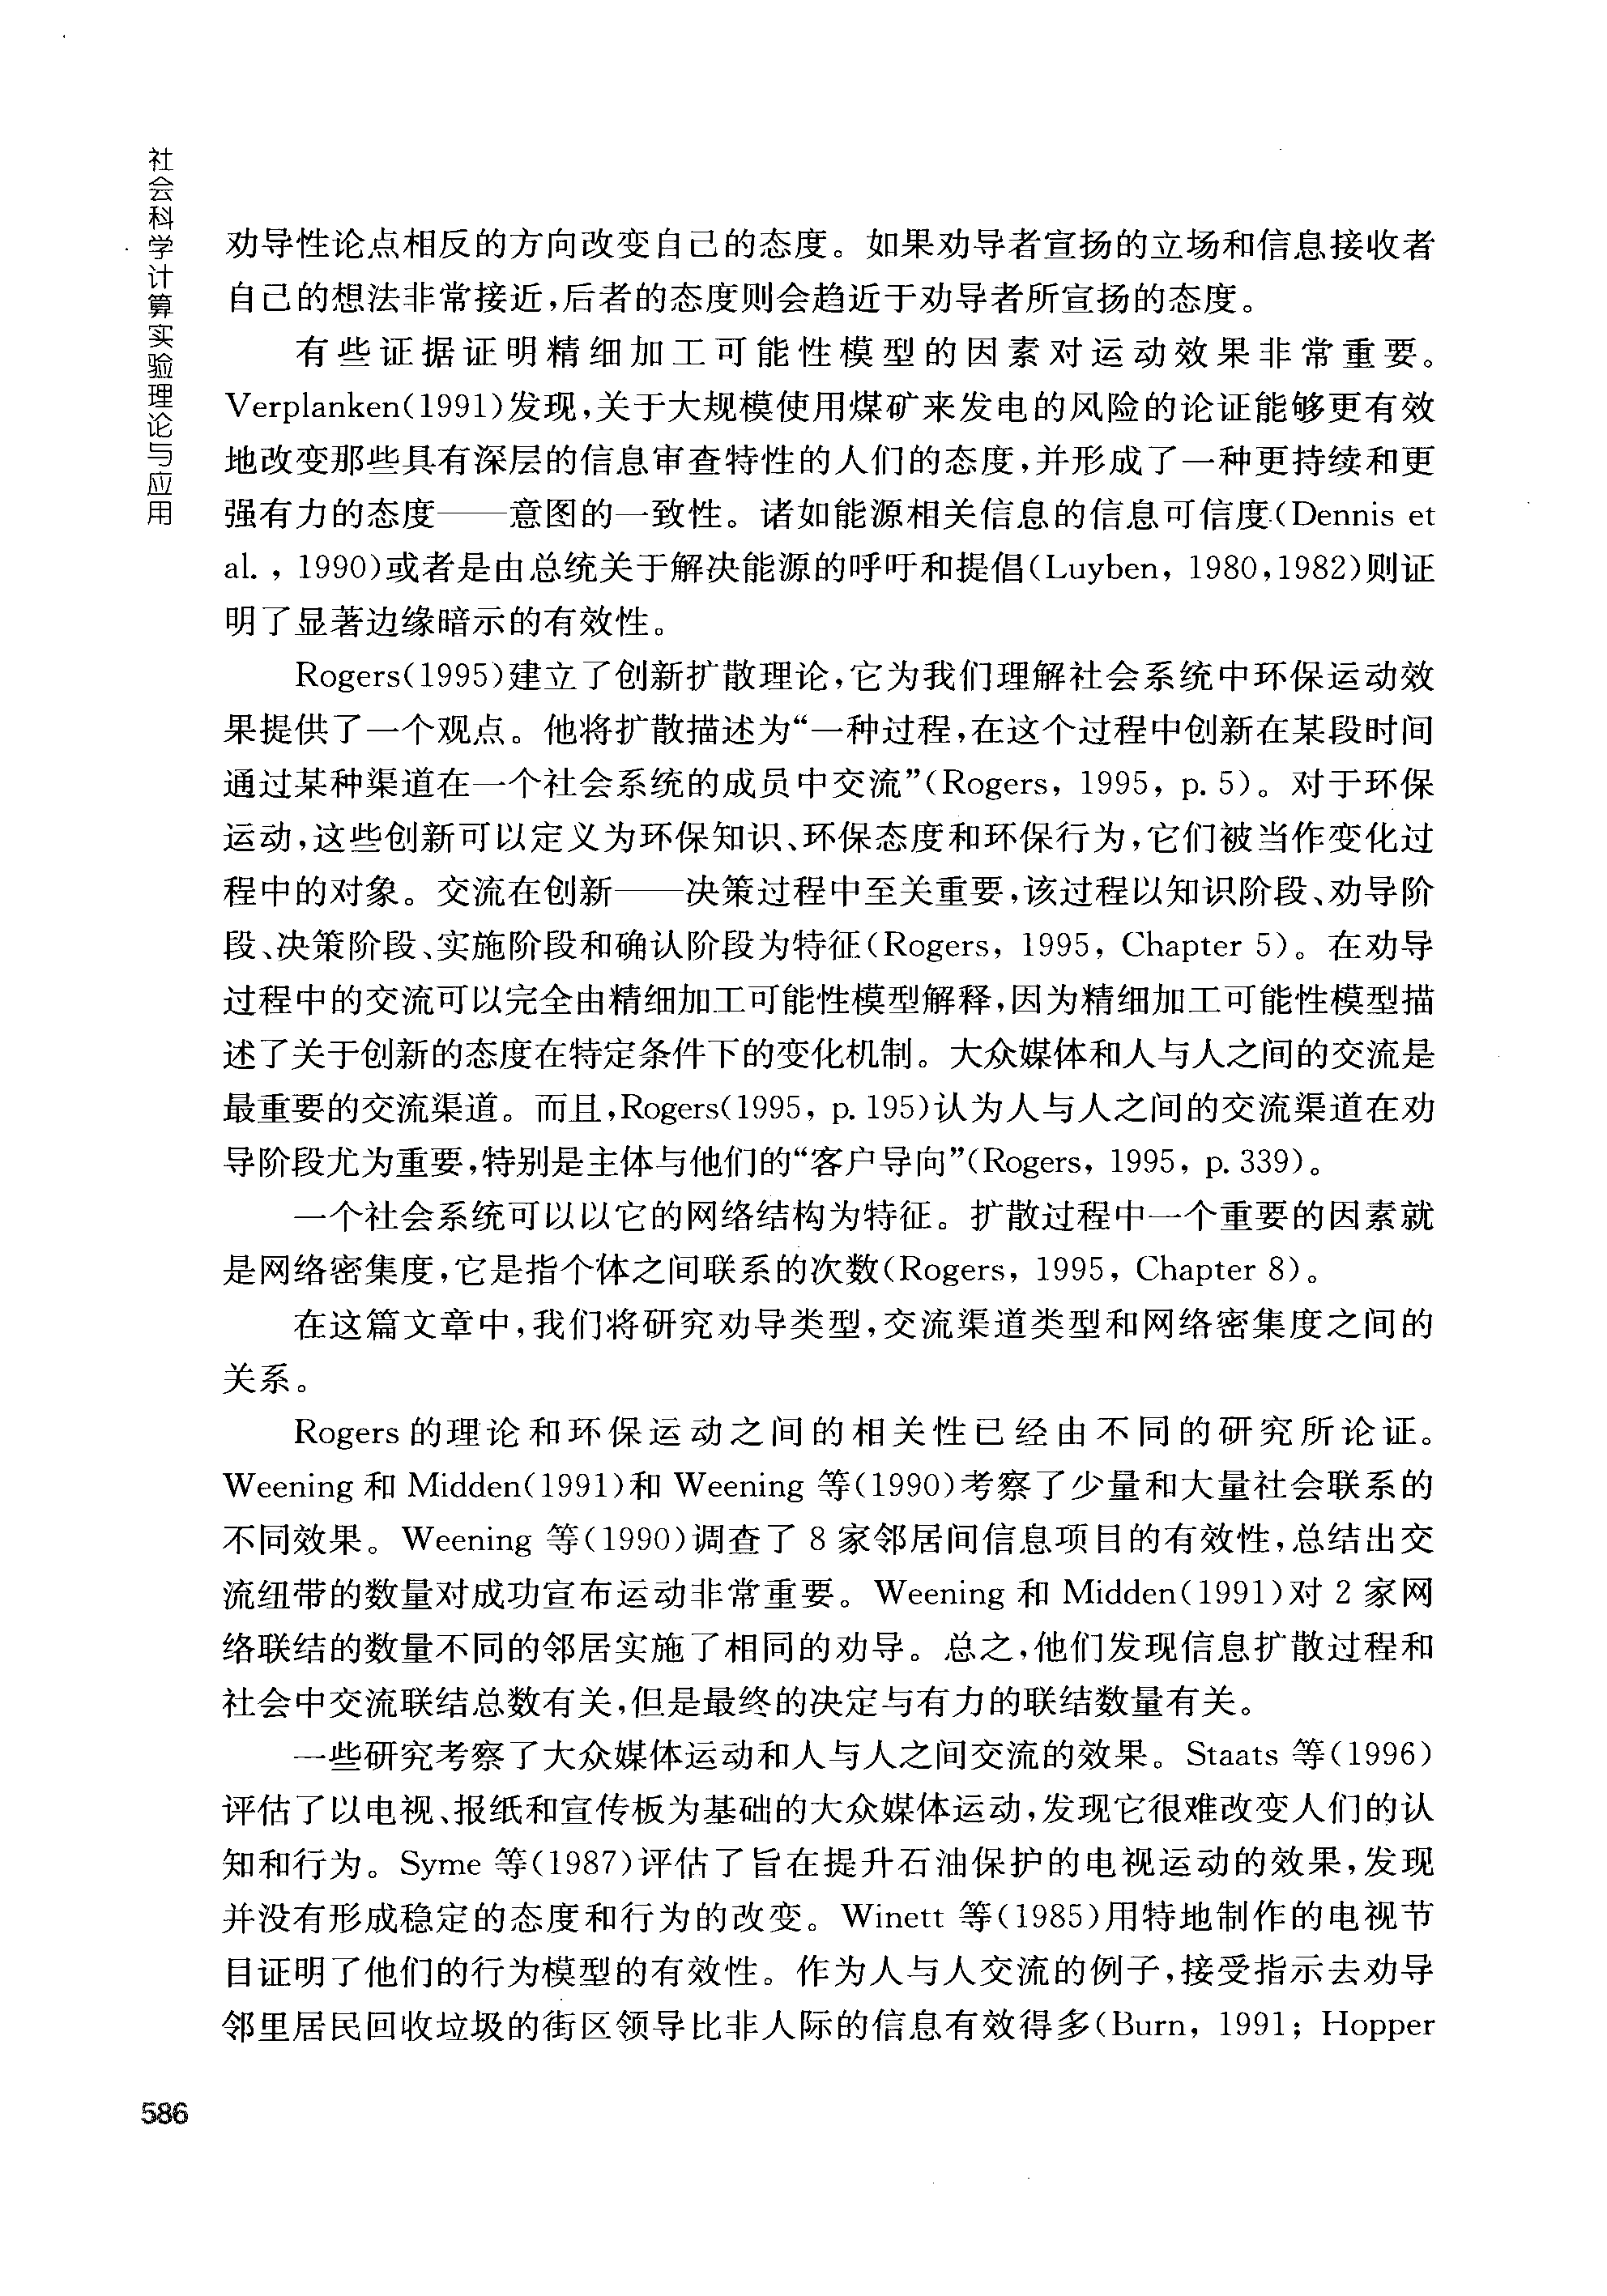 社会科学计算实验理论与应用
劝导性论点相反的方向改变自己的态度。如果劝导者宣扬的立场和信息接收者
自己的想法非常接近,后者的态度则会趋近于劝导者所宣扬的态度。
有些证据证明精细加工可能性模型的因素对运动效果非常重要。
Verplanken(1991)发现,关于大规模使用煤矿来发电的风险的论证能够更有效
地改变那些具有深层的信息审查特性的人们的态度,并形成了一种更持续和更
强有力的态度——意图的一致性。诸如能源相关信息的信息可信度(Dennis et
al., 1990)或者是由总统关于解决能源的呼吁和提倡(Luyben, 1980,1982)则证
明了显著边缘暗示的有效性。
Rogers(1995)建立了创新扩散理论,它为我们理解社会系统中环保运动效
果提供了一个观点。他将扩散描述为“一种过程,在这个过程中创新在某段时间
通过某种渠道在一个社会系统的成员中交流”(Rogers, 1995, p. 5)。对于环保
运动,这些创新可以定义为环保知识、环保态度和环保行为,它们被当作变化过
程中的对象。交流在创新——决策过程中至关重要,该过程以知识阶段、劝导阶
段、决策阶段、实施阶段和确认阶段为特征(Rogers, 1995, Chapter 5)。在劝导
过程中的交流可以完全由精细加工可能性模型解释,因为精细加工可能性模型描
述了关于创新的态度在特定条件下的变化机制。大众媒体和人与人之间的交流是
最重要的交流渠道。而且,Rogers(1995, p. 195)认为人与人之间的交流渠道在劝
导阶段尤为重要,特别是主体与他们的“客户导向”(Rogers, 1995, p. 339)。
一个社会系统可以以它的网络结构为特征。扩散过程中一个重要的因素就
是网络密集度,它是指个体之间联系的次数(Rogers, 1995, Chapter 8)。
在这篇文章中,我们将研究劝导类型,交流渠道类型和网络密集度之间的
关系。
Rogers 的理论和环保运动之间的相关性已经由不同的研究所论证。
Weening 和 Midden(1991)和 Weening 等(1990)考察了少量和大量社会联系的
不同效果。Weening 等(1990)调查了 8 家邻居间信息项目的有效性,总结出交
流纽带的数量对成功宣布运动非常重要。Weening 和 Midden(1991)对 2 家网
络联结的数量不同的邻居实施了相同的劝导。总之,他们发现信息扩散过程和
社会中交流联结总数有关,但是最终的决定与有力的联结数量有关。
一些研究考察了大众媒体运动和人与人之间交流的效果。Staats 等(1996)
评估了以电视、报纸和宣传板为基础的大众媒体运动,发现它很难改变人们的认
知和行为。Syme 等(1987)评估了旨在提升石油保护的电视运动的效果,发现
并没有形成稳定的态度和行为的改变。Winett 等(1985)用特地制作的电视节
目证明了他们的行为模型的有效性。作为人与人交流的例子,接受指示去劝导
邻里居民回收垃圾的街区领导比非人际的信息有效得多(Burn, 1991; Hopper
586